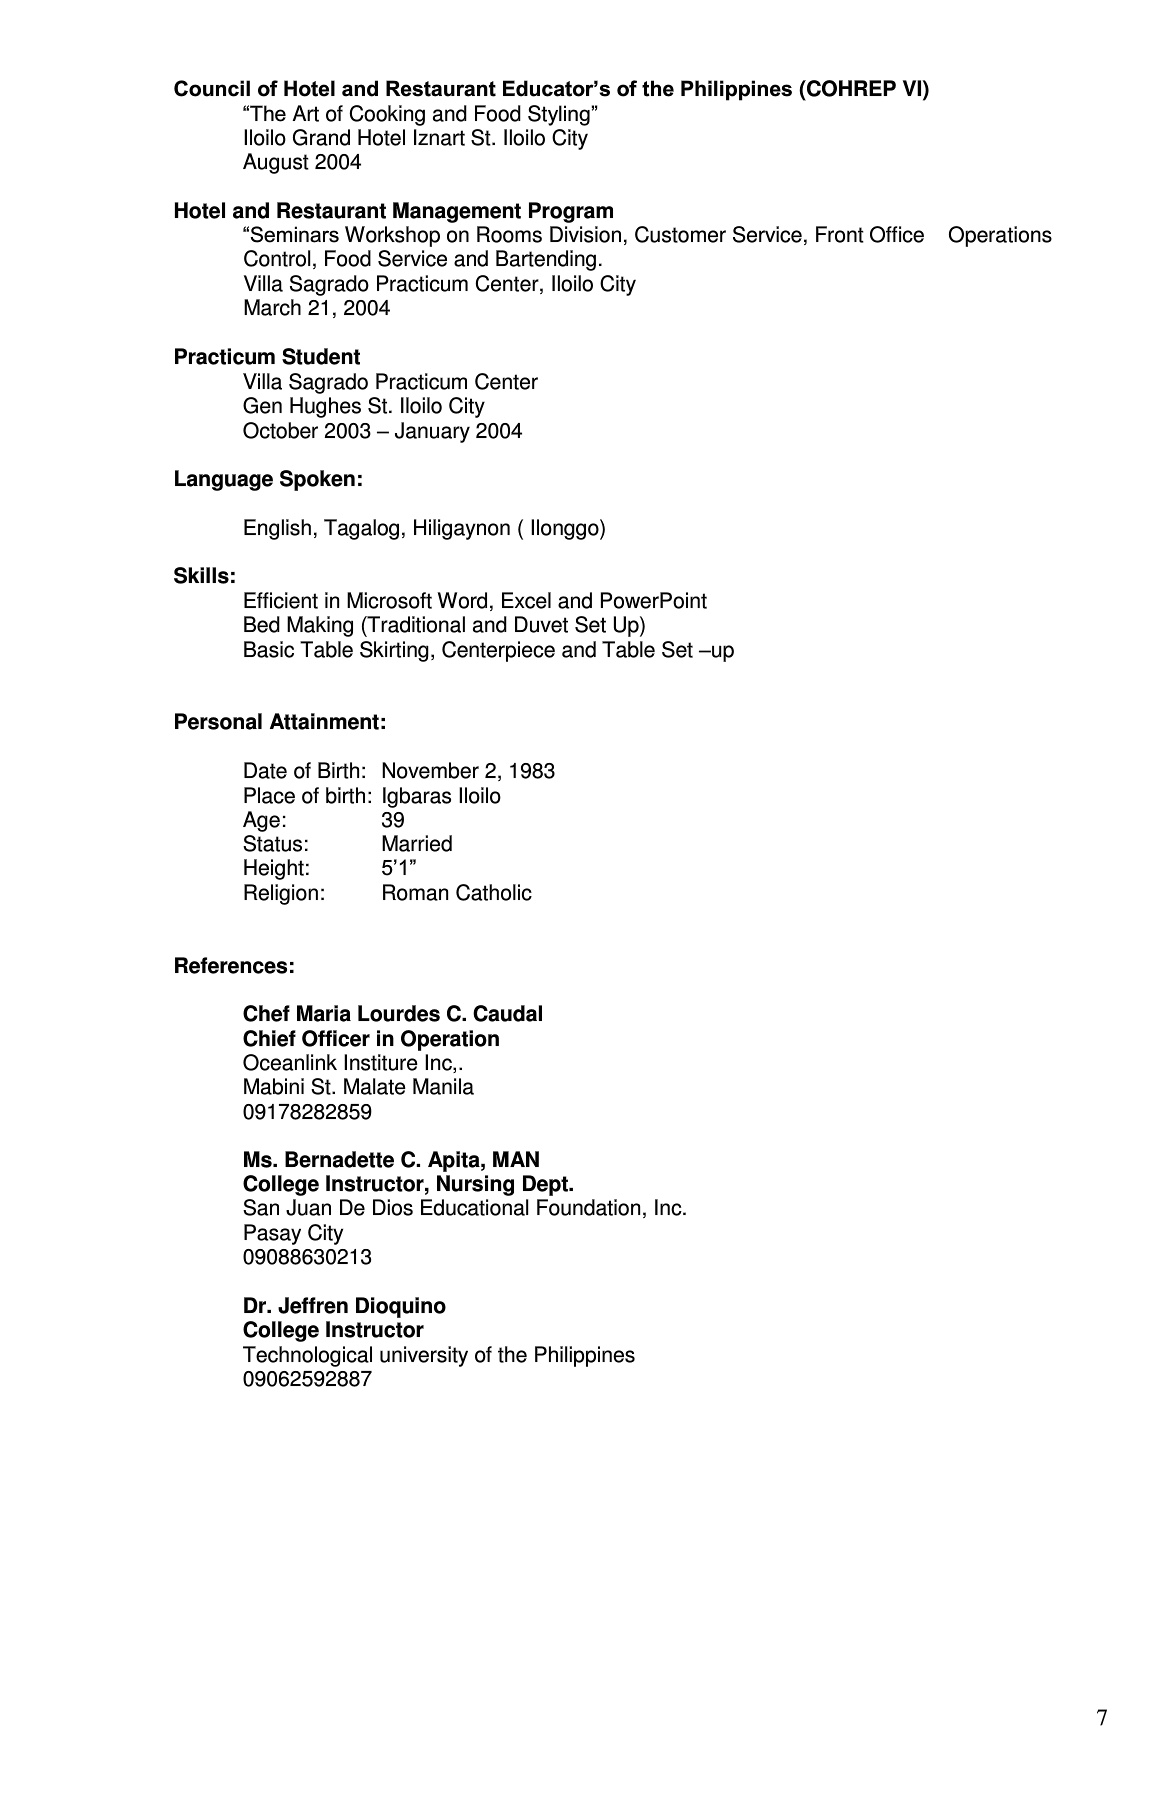 Council of Hotel and Restaurant Educator’s of the Philippines (COHREP VI)
“The Art of Cooking and Food Styling”
Iloilo Grand Hotel Iznart St. Iloilo City
August 2004
Hotel and Restaurant Management Program
“Seminars Workshop on Rooms Division, Customer Service, Front Office Operations
Control, Food Service and Bartending.
Villa Sagrado Practicum Center, Iloilo City
March 21, 2004
Practicum Student
Villa Sagrado Practicum Center
Gen Hughes St. Iloilo City
October 2003 – January 2004
Language Spoken:
English, Tagalog, Hiligaynon ( Ilonggo)
Skills:
Efficient in Microsoft Word, Excel and PowerPoint
Bed Making (Traditional and Duvet Set Up)
Basic Table Skirting, Centerpiece and Table Set –up
Personal Attainment:
Date of Birth: November 2, 1983
Place of birth: Igbaras Iloilo
Age: 39
Status: Married
Height: 5’1”
Religion: Roman Catholic
References:
Chef Maria Lourdes C. Caudal
Chief Officer in Operation
Oceanlink Institure Inc,.
Mabini St. Malate Manila
09178282859
Ms. Bernadette C. Apita, MAN
College Instructor, Nursing Dept.
San Juan De Dios Educational Foundation, Inc.
Pasay City
09088630213
Dr. Jeffren Dioquino
College Instructor
Technological university of the Philippines
09062592887
7